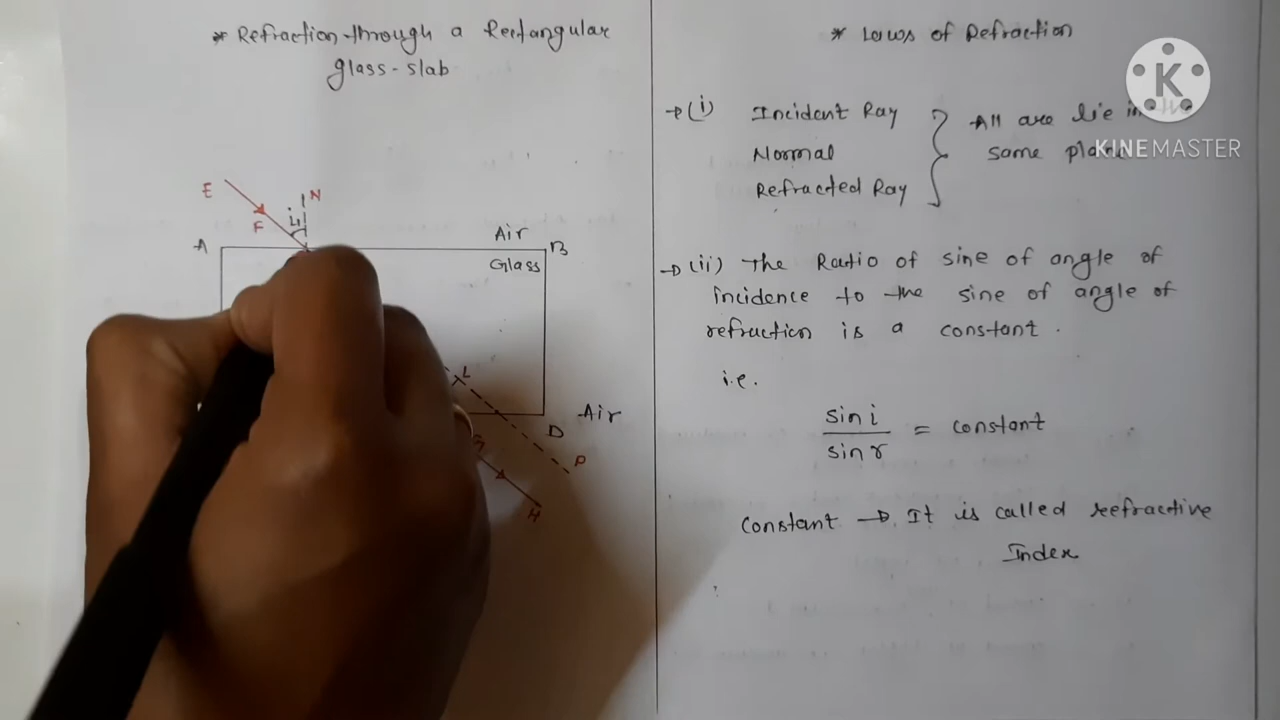 * Refraction through a Rectangular
glass-slab
E
N
i
F
A
Air
B
Glass
L
Air
D
G
P
H
* Laws of Refraction
K
KINEMASTER
→ (i) Incident Ray
Normal
Refracted Ray
All are lie in the
same plane
→ (ii) The Ratio of sine of angle of
incidence to the sine of angle of
refraction is a constant.
i.e.
sin i
sin r
= constant
Constant → It is called reefractive
Index